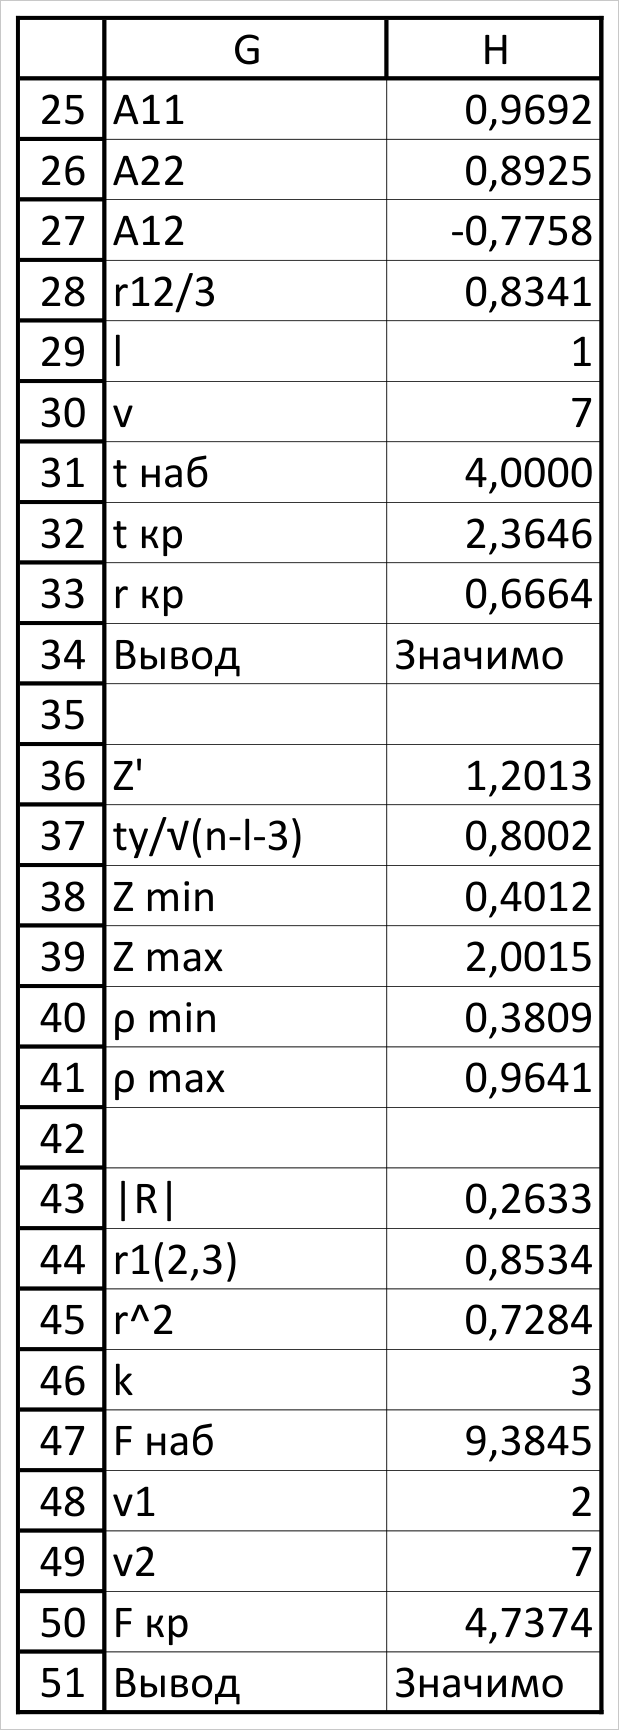 G H
25 A11 0,9692
26 A22 0,8925
27 A12 -0,7758
28 r12/3 0,8341
29 l 1
30 v 7
31 t наб 4,0000
32 t кр 2,3646
33 r кр 0,6664
34 Вывод Значимо
35
36 Z' 1,2013
37 ty/√(n-l-3) 0,8002
38 Z min 0,4012
39 Z max 2,0015
40 ρ min 0,3809
41 ρ max 0,9641
42
43 |R| 0,2633
44 r1(2,3) 0,8534
45 r^2 0,7284
46 k 3
47 F наб 9,3845
48 v1 2
49 v2 7
50 F кр 4,7374
51 Вывод Значимо